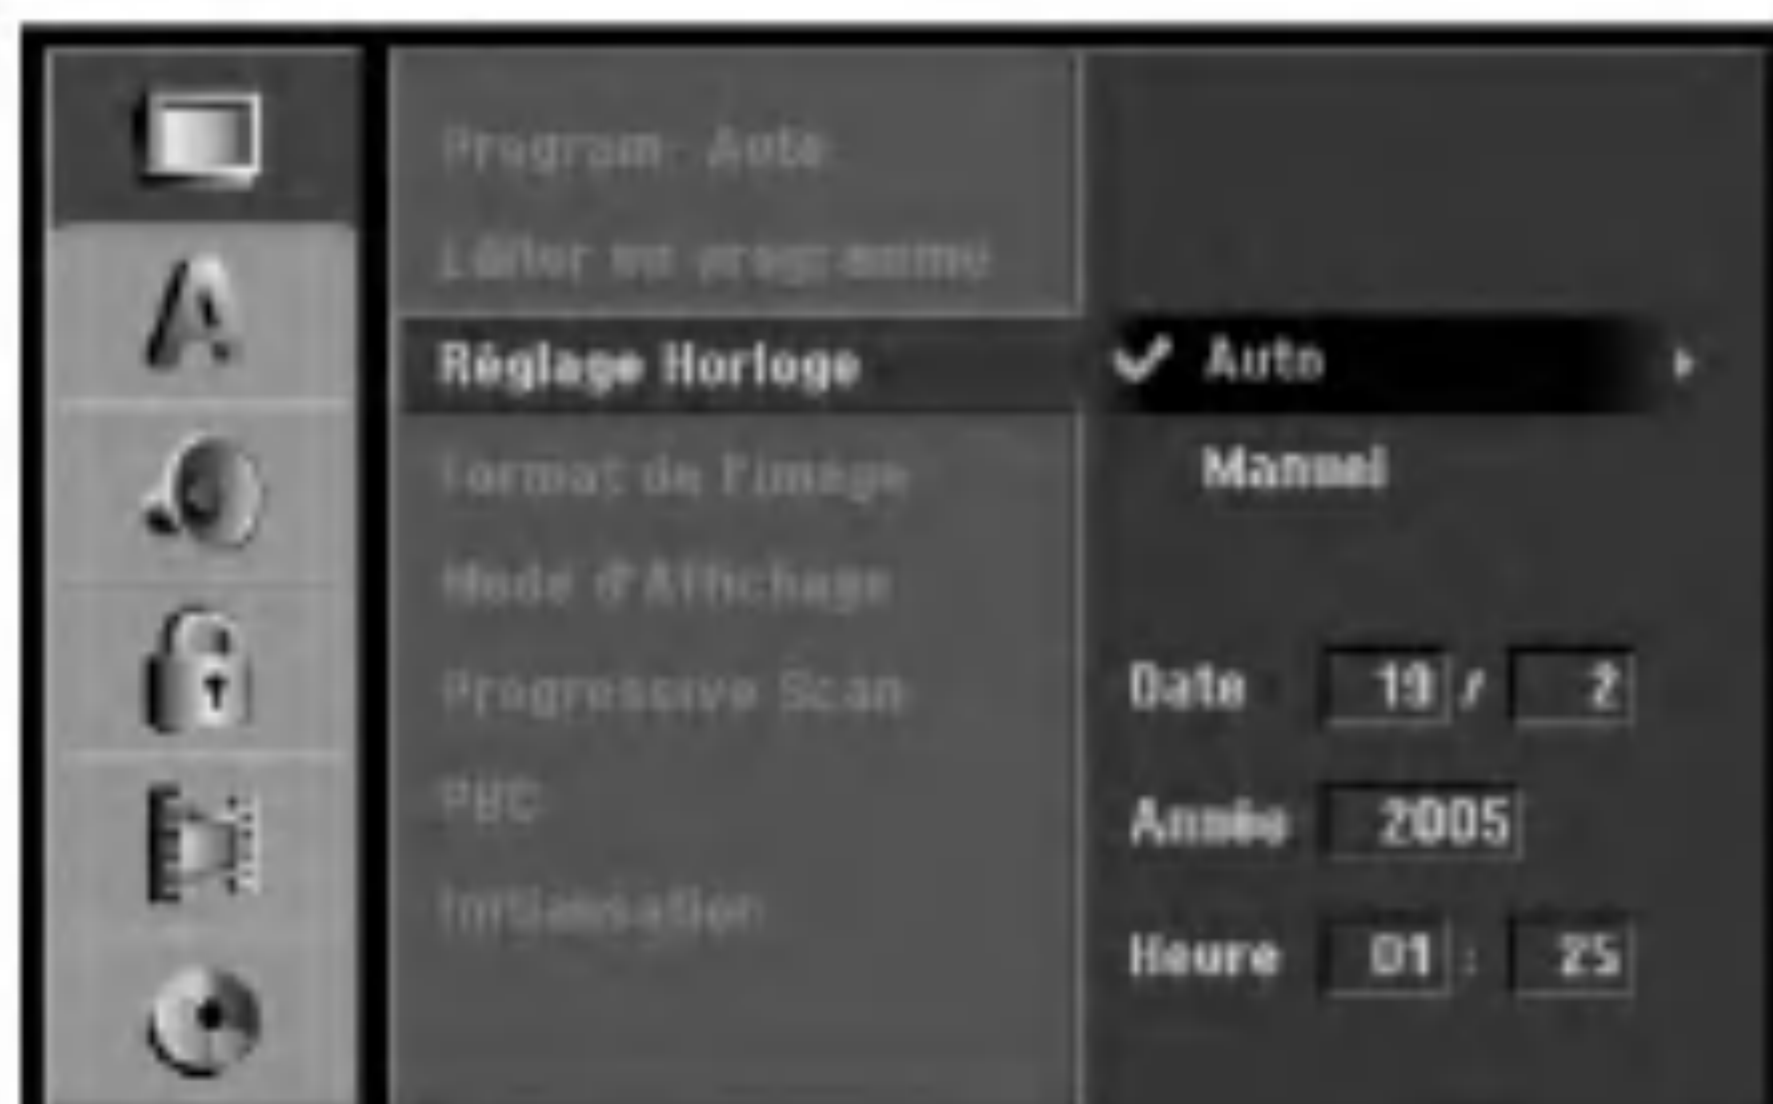 Program. Auto
Réglage Horloge
Auto
Manuel
Format de l'image
Mode d'Affichage
Progressive Scan
PBC
Initialisation
Date 19 / 2
Année 2005
Heure 01 : 25